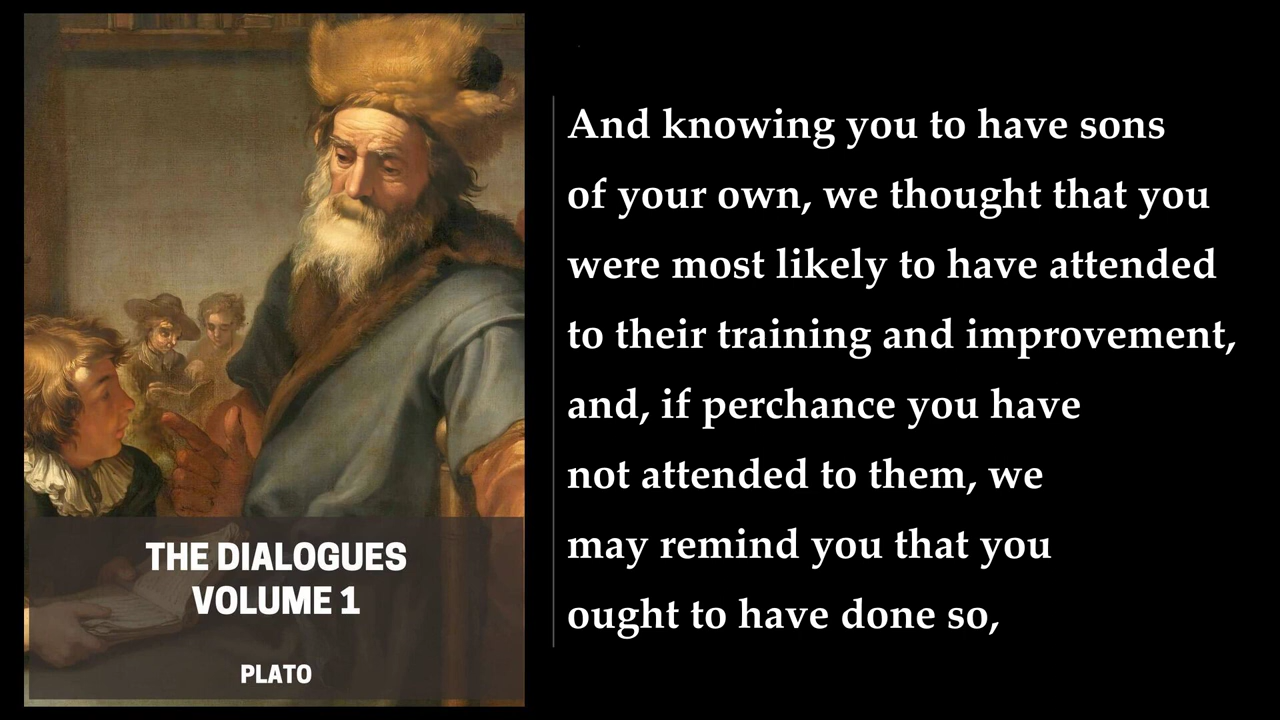 THE DIALOGUES
VOLUME 1
PLATO
And knowing you to have sons
of your own, we thought that you
were most likely to have attended
to their training and improvement,
and, if perchance you have
not attended to them, we
may remind you that you
ought to have done so,